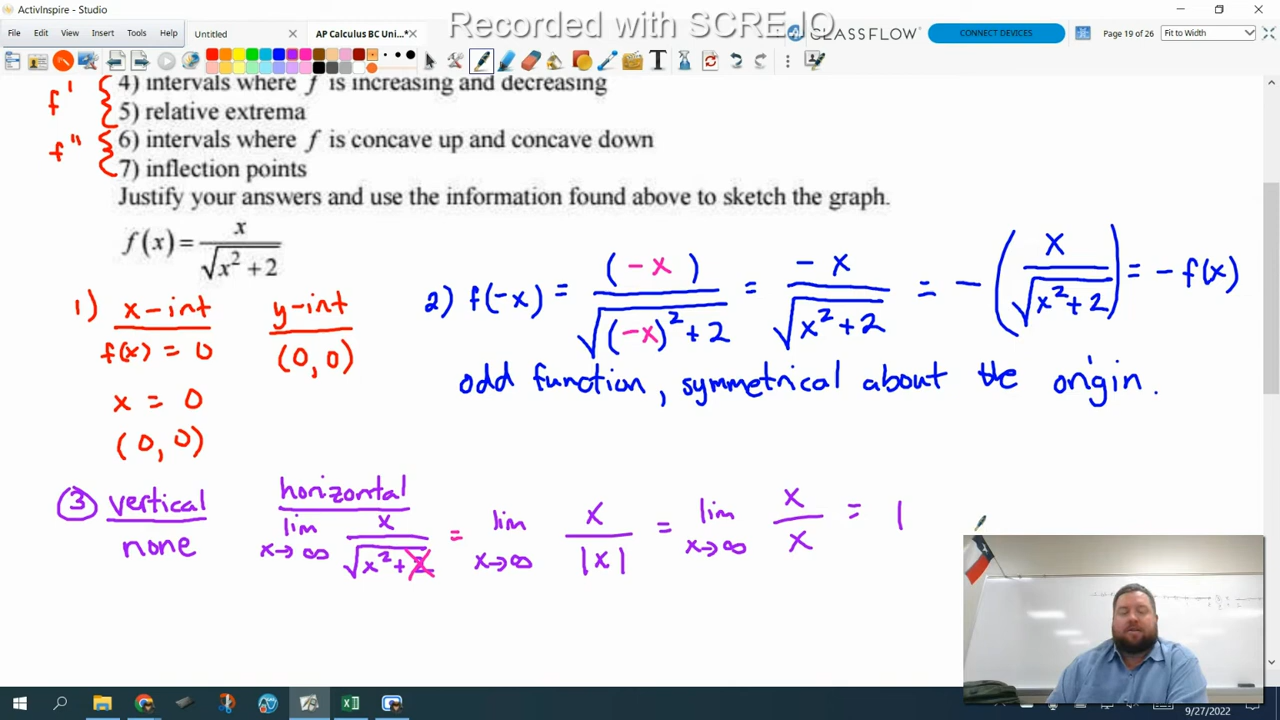 ActivInspire - Studio
Recorded with SCRE.IO
File Edit View Insert Tools Help
Untitled x
AP Calculus BC Uni... x
CLASSFLOW
CONNECT DEVICES
Page 19 of 26
Fit to Width
f' { 4) intervals where f is increasing and decreasing
5) relative extrema
f" { 6) intervals where f is concave up and concave down
7) inflection points
Justify your answers and use the information found above to sketch the graph.
f(x) = x / √(x² + 2)
1) x-int
f(x) = 0
x = 0
(0, 0)
y-int
(0, 0)
2) f(-x) = (-x) / √((-x)² + 2) = -x / √(x² + 2) = -(x / √(x² + 2)) = -f(x)
odd function, symmetrical about the origin.
③ vertical
none
horizontal
lim x→∞ x / √(x² + 2) = lim x→∞ x / |x| = lim x→∞ x / x = 1
9/27/2022